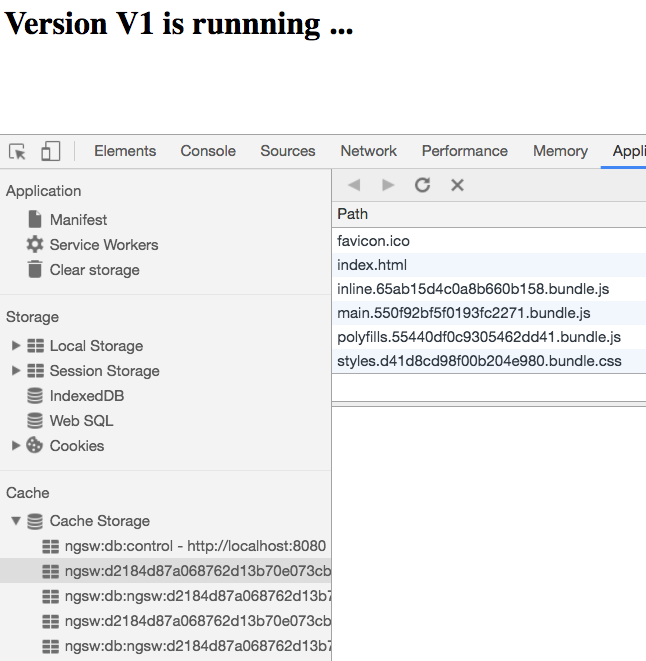 Version V1 is runnning ...
Elements Console Sources Network Performance Memory Appli
Application
Manifest
Service Workers
Clear storage
Storage
Local Storage
Session Storage
IndexedDB
Web SQL
Cookies
Cache
Cache Storage
ngsw:db:control - http://localhost:8080
ngsw:d2184d87a068762d13b70e073cb
ngsw:db:ngsw:d2184d87a068762d13b7
ngsw:d2184d87a068762d13b70e073cb
ngsw:db:ngsw:d2184d87a068762d13b7
Path
favicon.ico
index.html
inline.65ab15d4c0a8b660b158.bundle.js
main.550f92bf5f0193fc2271.bundle.js
polyfills.55440df0c9305462dd41.bundle.js
styles.d41d8cd98f00b204e980.bundle.css